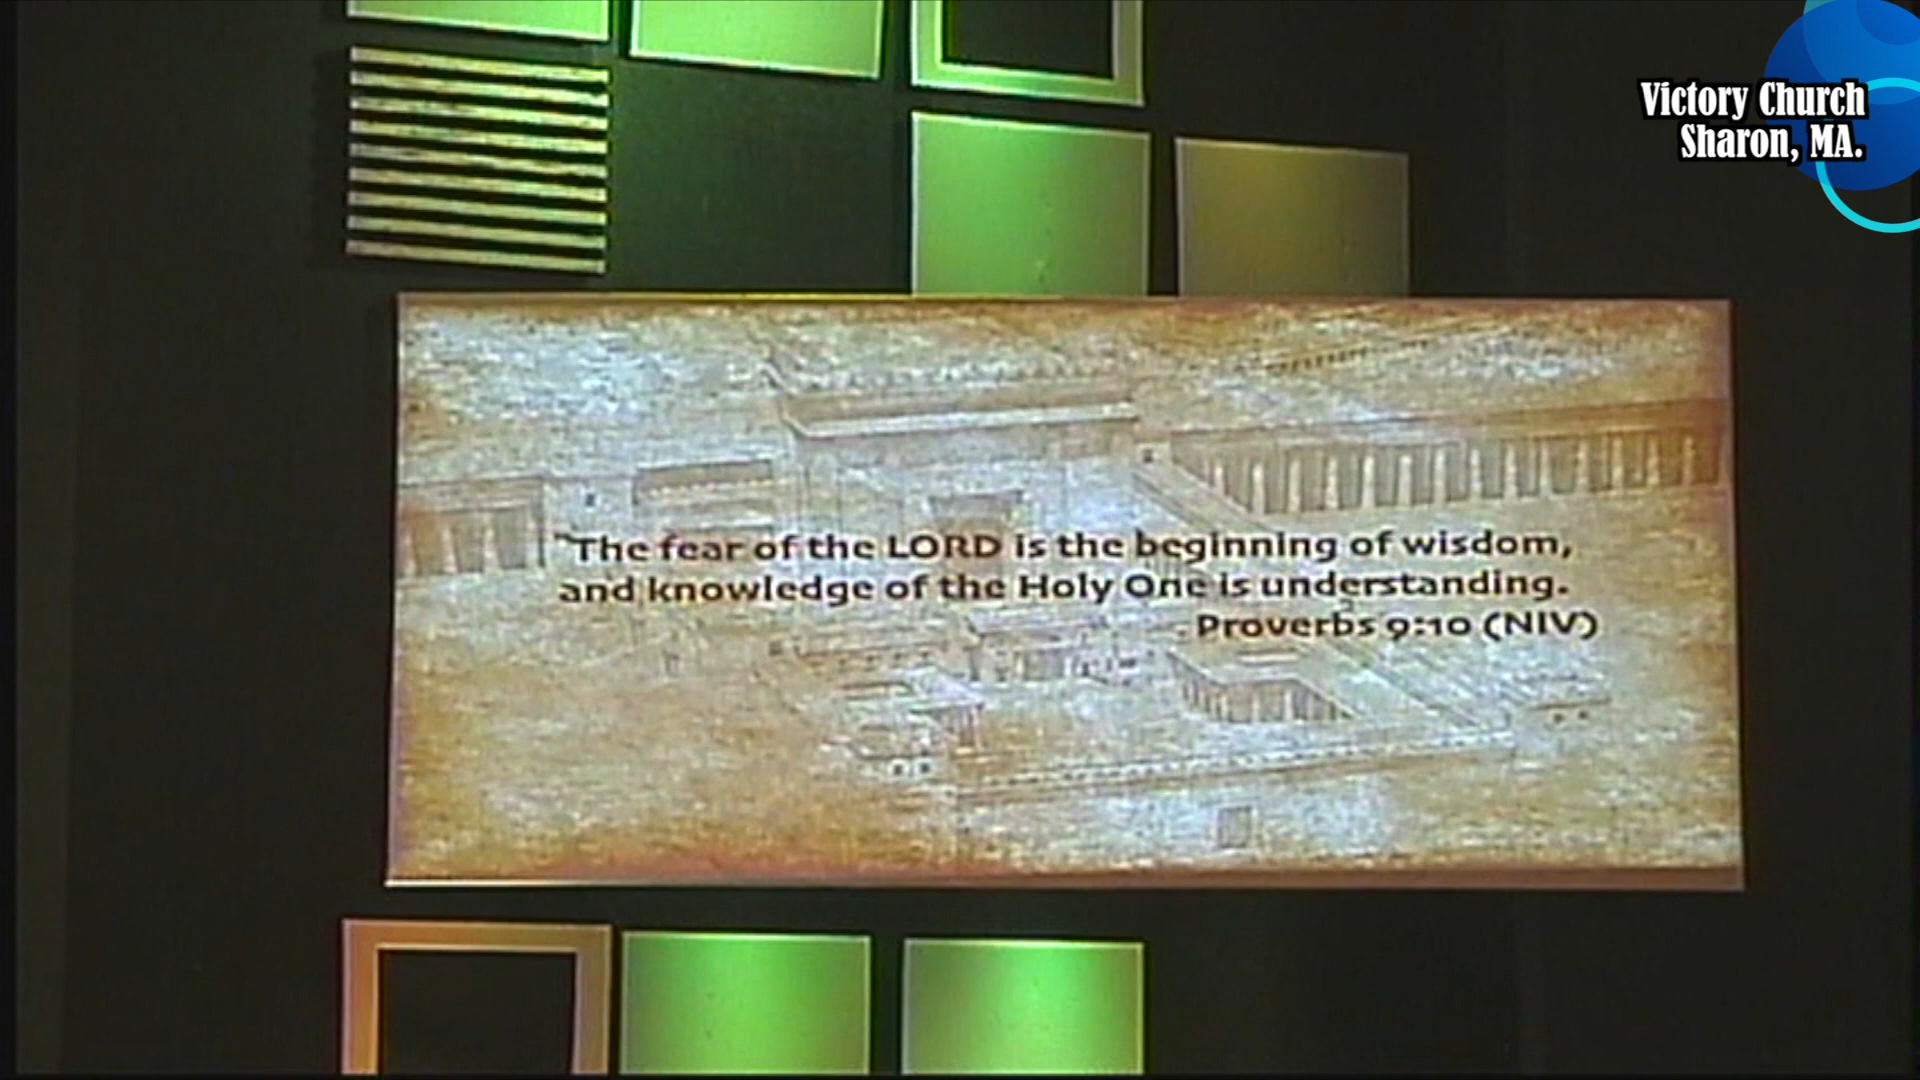 Victory Church
Sharon, MA.
"The fear of the LORD is the beginning of wisdom,
and knowledge of the Holy One is understanding.
Proverbs 9:10 (NIV)